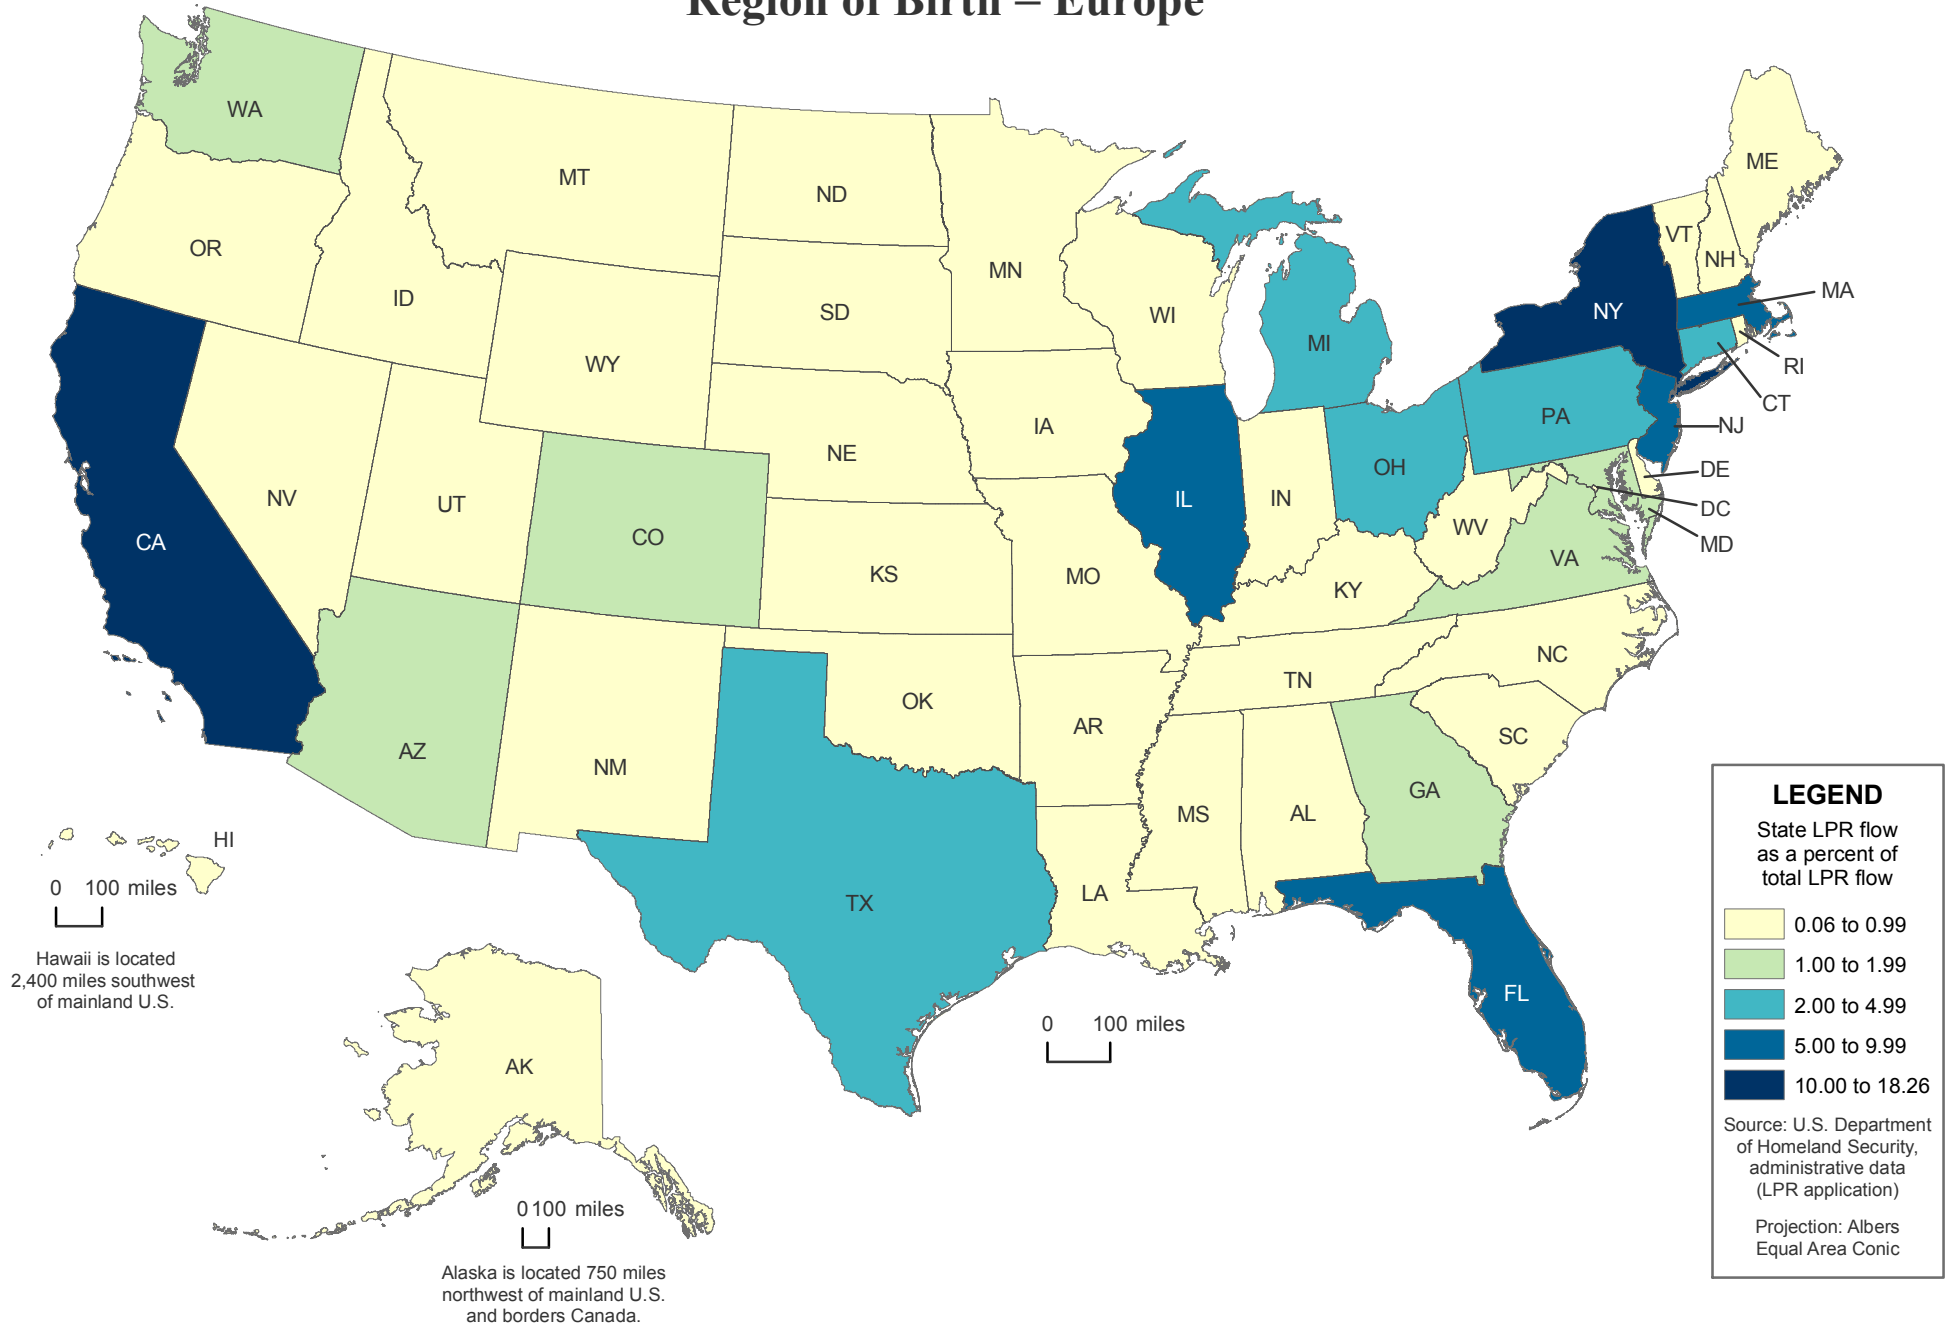 Region of Birth – Europe
WA
OR
MT
ID
WY
ND
SD
NE
MN
WI
IA
MI
ME
VT
NH
NY
MA
RI
CT
NJ
PA
DE
DC
MD
OH
IN
IL
WV
VA
KY
NV
UT
CO
KS
MO
CA
AZ
NM
OK
AR
TN
NC
SC
MS
AL
GA
LA
TX
FL
HI
0 100 miles
Hawaii is located
2,400 miles southwest
of mainland U.S.
AK
0 100 miles
Alaska is located 750 miles
northwest of mainland U.S.
and borders Canada.
0 100 miles
LEGEND
State LPR flow
as a percent of
total LPR flow
0.06 to 0.99
1.00 to 1.99
2.00 to 4.99
5.00 to 9.99
10.00 to 18.26
Source: U.S. Department
of Homeland Security,
administrative data
(LPR application)
Projection: Albers
Equal Area Conic